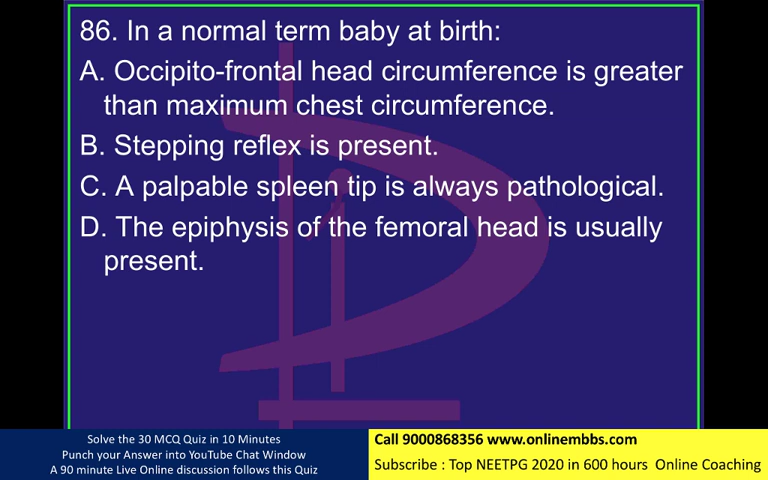 86. In a normal term baby at birth:
A. Occipito-frontal head circumference is greater
than maximum chest circumference.
B. Stepping reflex is present.
C. A palpable spleen tip is always pathological.
D. The epiphysis of the femoral head is usually
present.
Solve the 30 MCQ Quiz in 10 Minutes
Punch your Answer into YouTube Chat Window
A 90 minute Live Online discussion follows this Quiz
Call 9000868356 www.onlinembbs.com
Subscribe : Top NEETPG 2020 in 600 hours Online Coaching